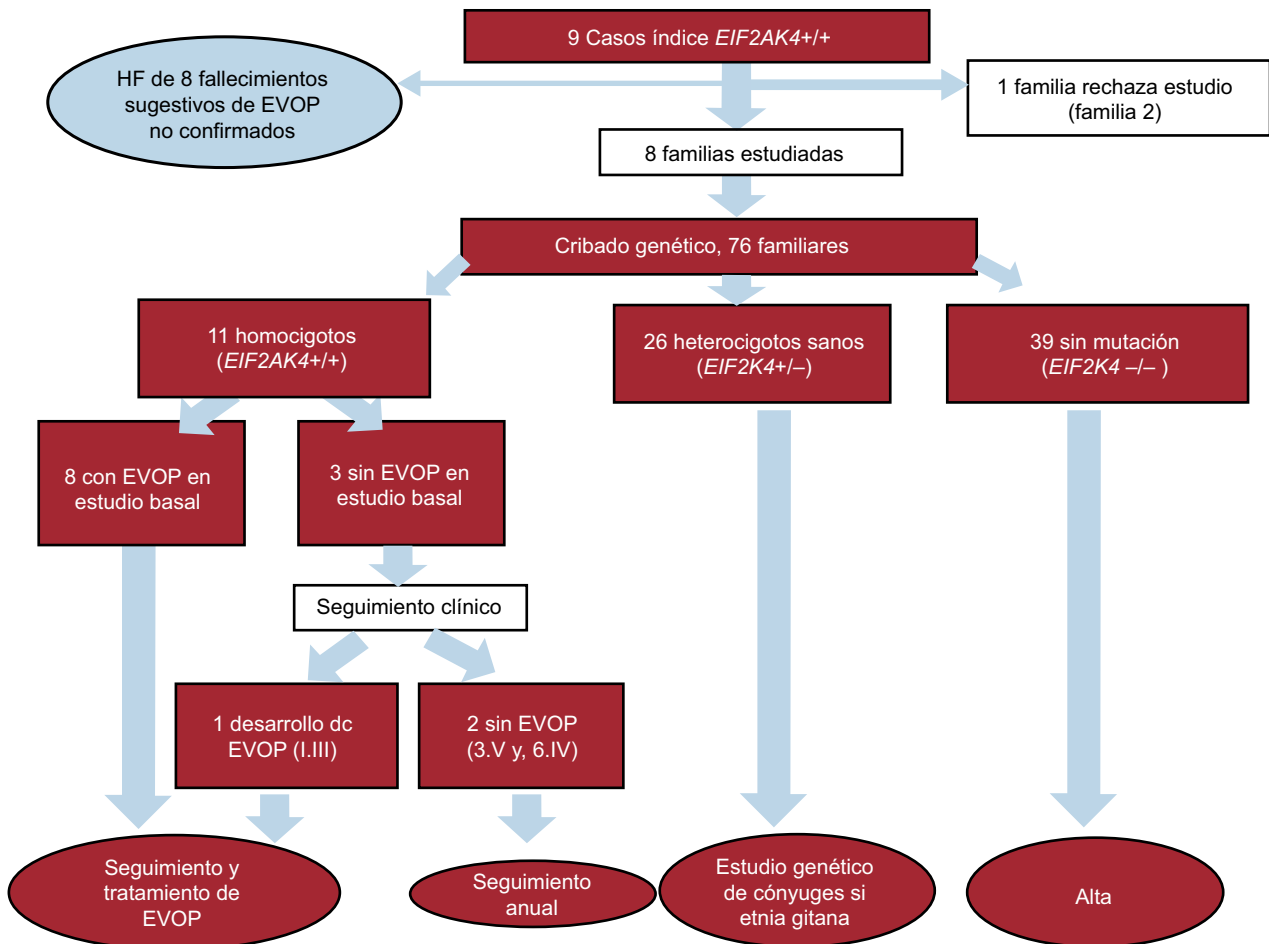 9 Casos índice EIF2AK4+/+
HF de 8 fallecimientos
sugestivos de EVOP
no confirmados
1 familia rechaza estudio
(familia 2)
8 familias estudiadas
Cribado genético, 76 familiares
11 homocigotos
(EIF2AK4+/+)
26 heterocigotos sanos
(EIF2K4+/–)
39 sin mutación
(EIF2K4 –/– )
8 con EVOP en
estudio basal
3 sin EVOP en
estudio basal
Seguimiento clínico
1 desarrollo dc
EVOP (I.III)
2 sin EVOP
(3.V y, 6.IV)
Seguimiento y
tratamiento de
EVOP
Seguimiento
anual
Estudio genético
de cónyuges si
etnia gitana
Alta